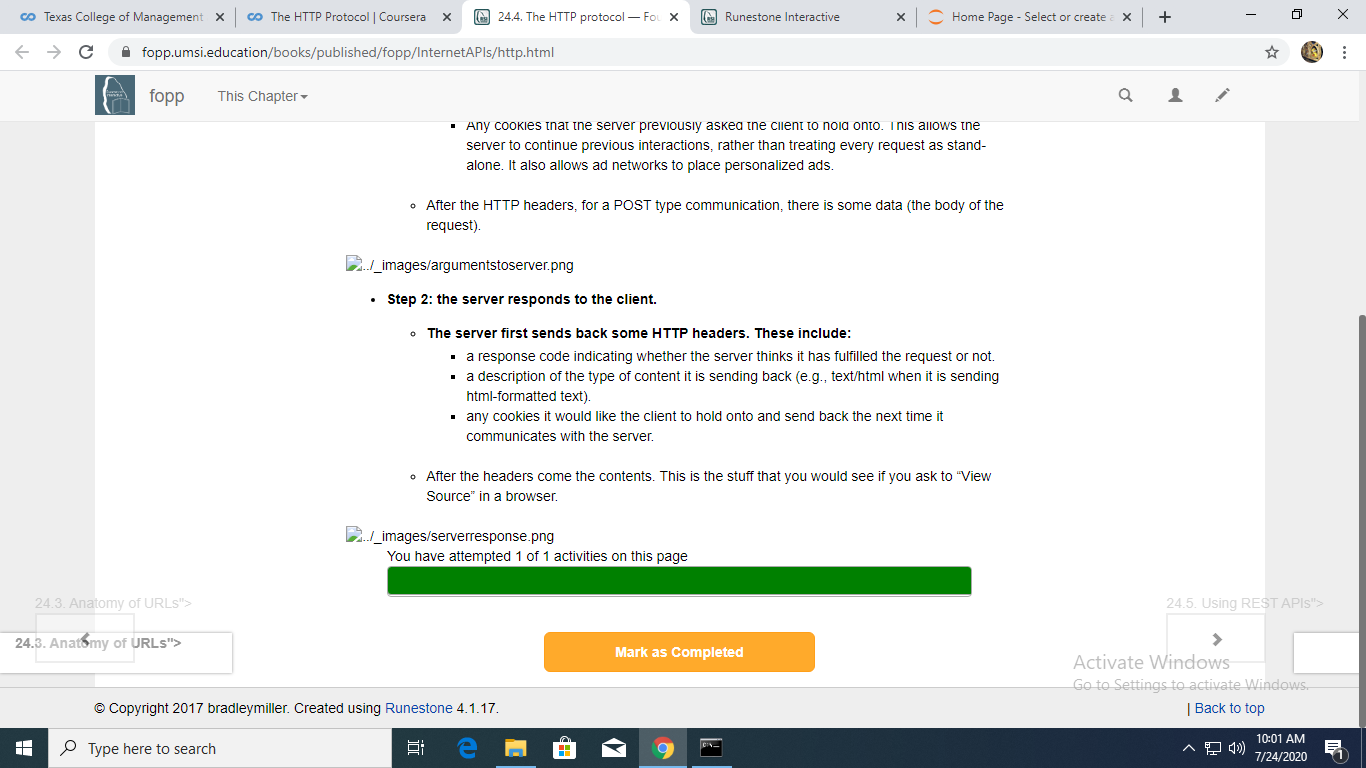 Texas College of Management
The HTTP Protocol | Coursera
24.4. The HTTP protocol — Fou
Runestone Interactive
Home Page - Select or create a
fopp.umsi.education/books/published/fopp/InternetAPIs/http.html
fopp
This Chapter
Any cookies that the server previously asked the client to hold onto. This allows the
server to continue previous interactions, rather than treating every request as stand-
alone. It also allows ad networks to place personalized ads.
After the HTTP headers, for a POST type communication, there is some data (the body of the
request).
../_images/argumentstoserver.png
Step 2: the server responds to the client.
The server first sends back some HTTP headers. These include:
a response code indicating whether the server thinks it has fulfilled the request or not.
a description of the type of content it is sending back (e.g., text/html when it is sending
html-formatted text).
any cookies it would like the client to hold onto and send back the next time it
communicates with the server.
After the headers come the contents. This is the stuff that you would see if you ask to “View
Source” in a browser.
../_images/serverresponse.png
You have attempted 1 of 1 activities on this page
24.3. Anatomy of URLs">
24.5. Using REST APIs">
24.3. Anatomy of URLs">
Mark as Completed
Activate Windows
Go to Settings to activate Windows.
© Copyright 2017 bradleymiller. Created using Runestone 4.1.17.
| Back to top
Type here to search
10:01 AM
7/24/2020
1